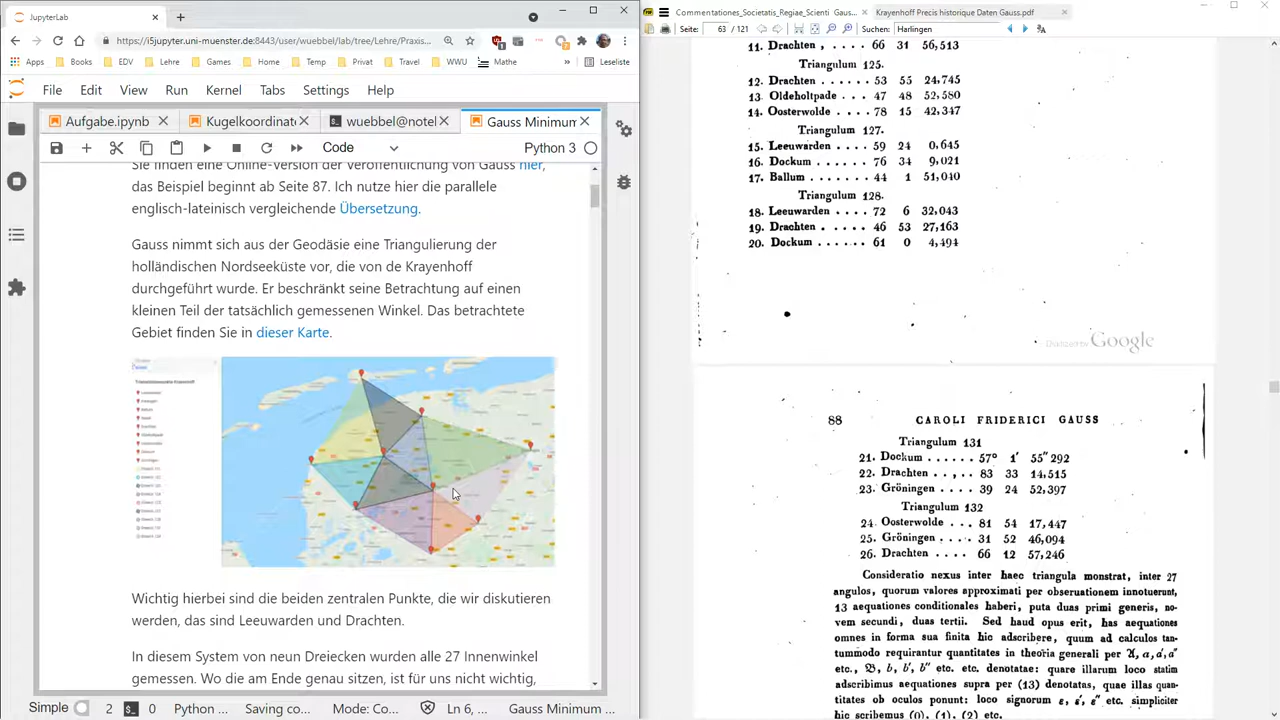 JupyterLab
https://i5jupyter.imn.htwk-leipzig.de:8443/user/wuebbel/tree/Lehre/Praxis...
Apps
EDV
Lehre
Games
Home
Temp
Privat
Travel
WWU
Mathe
Leseliste
File Edit View Run Kernel Tabs Settings Help
Aufgabe.ipynb
Kugelkoordinat
wuebbel@notel
Gauss Minimum
Code
Python 3
Sie finden eine Online-Version der Veröffentlichung von Gauss hier,
das Beispiel beginnt ab Seite 87. Ich nutze hier die parallele
englisch-lateinisch vergleichende Übersetzung.
Gauss nimmt sich aus der Geodäsie eine Triangulierung der
holländischen Nordseeküste vor, die von de Krayenhoff
durchgeführt wurde. Er beschränkt seine Betrachtung auf einen
kleinen Teil der tatsählich gemessenen Winkel. Das betrachtete
Gebiet finden Sie in dieser Karte.
Wichtig hierbei sind die beiden zentralen Punkte, die wir diskutieren
werden, das sind Leeuwarden und Drachten.
In diesem System von neun Dreiecken wurden alle 27 Innenwinkel
gemessen. Wo die an Ende genau liegen, ist für uns nicht wichtig,
Simple
2
0
Saving co
Mode: C
Ln 6,
Gauss Minimum
Commentationes_Societatis_Regiae_Scienti Gaus...
Krayenhoff Precis historique Daten Gauss.pdf
Seite: 63 / 121
Suchen: Harlingen
11. Drachten , . . . . 66 31 56,513
Triangulum 125.
12. Drachten . . . . . . 53 55 24,745
13. Oldeholtpade . . . 47 48 52,580
14. Oosterwolde . . . . 78 15 42,347
Triangulum 127.
15. Leeuwarden . . . . 59 24 0,645
16. Dockum . . . . . . 76 34 9,021
17. Ballum . . . . . . . 44 1 51,040
Triangulum 128.
18. Leeuwarden . . . . 72 6 32,043
19. Drachten . . . . . 46 53 27,163
20. Dockum . . . . . . 61 0 4,494
Google
88 CAROLI FRIDERICI GAUSS
Triangulum 131
21. Dockum . . . . . . 57° 1' 55" 292
22. Drachten . . , . . . 83 33 14,515
23. Gröningen . . . . 39 24 52,397
Triangulum 132
24. Oosterwolde . . . 81 54 17,447
25. Gröningen . . . . 31 52 46,094
26. Drachten . . . . 66 12 57,246
Consideratio nexus inter haec triangula monstrat, inter 27
angulos, quorum valores approximati per observationem innotuerunt,
13 aequationes conditionales haberi, puta duas primi generis, no-
vem secundi, duas tertii. Sed haud opus erit, has aequationes
omnes in forma sua finita hic adscribere, quum ad calculos tan-
tummodo requirantur quantitates in theoria generali per 𝔄, a, a', a''
etc., 𝔅, b, b', b'' etc. etc. denotatae: quare illarum loco statim
adscribimus aequationes supra per (13) denotatas, quae illas quan-
titates ob oculos ponunt: loco signorum ε, ε', ε'' etc. simpliciter
hic scribemus (0), (1), (2) etc.